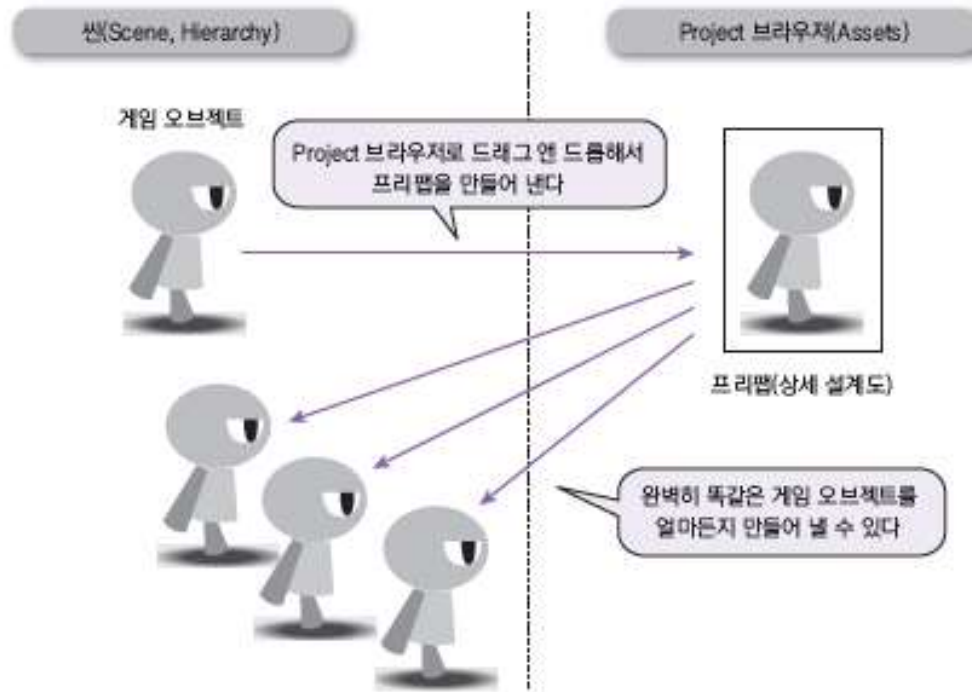 씬(Scene, Hierarchy)
Project 브라우저(Assets)
게임 오브젝트
Project 브라우저로 드래그 앤 드롭해서
프리팹을 만들어 낸다
프리팹(상세 설계도)
완벽히 똑같은 게임 오브젝트를
얼마든지 만들어 낼 수 있다